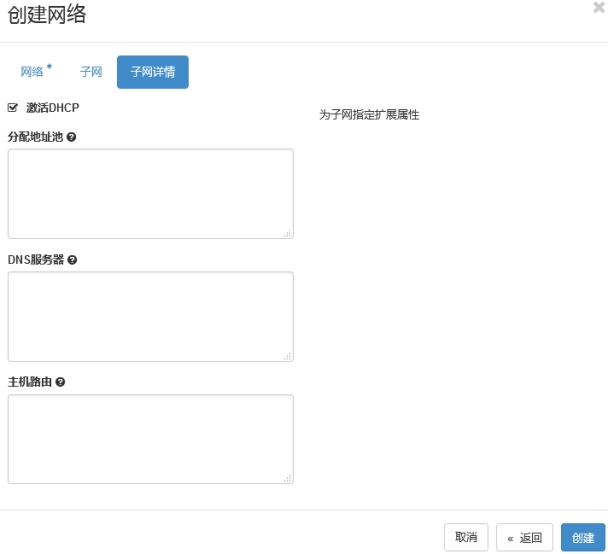 创建网络
网络 *
子网
子网详情
激活DHCP
为子网指定扩展属性
分配地址池
DNS服务器
主机路由
取消
« 返回
创建